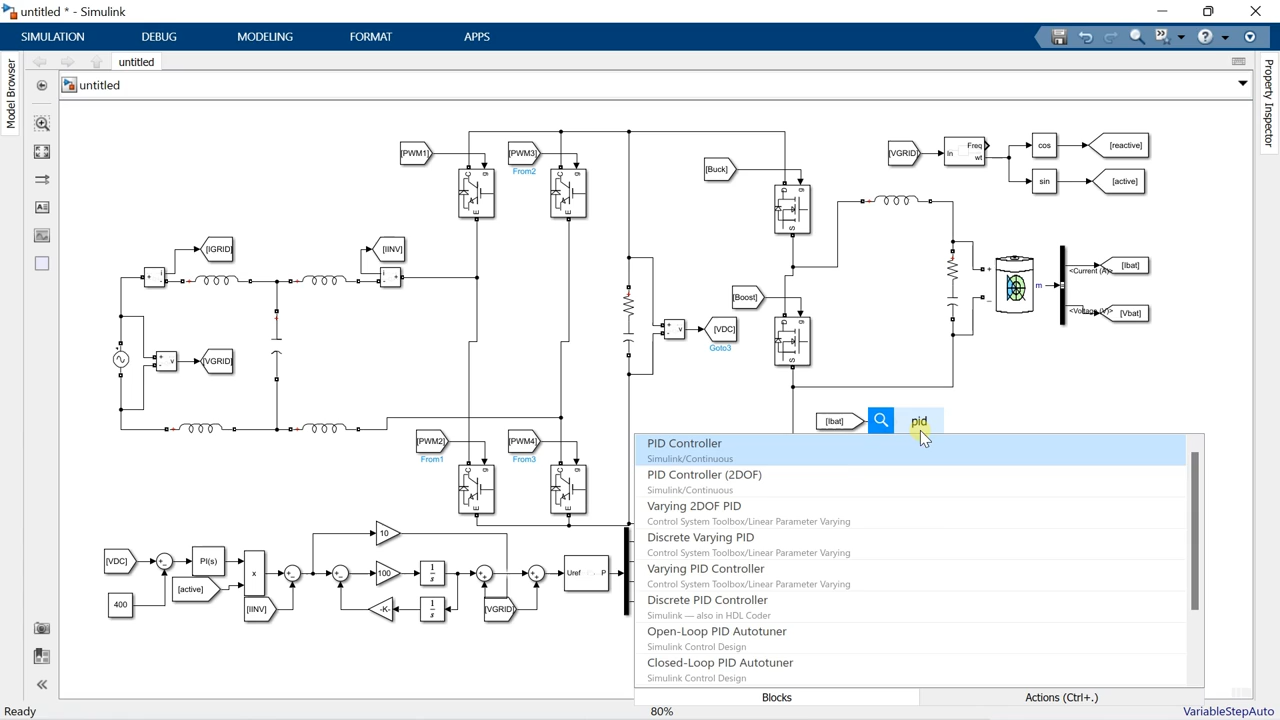 untitled * - Simulink
SIMULATION DEBUG MODELING FORMAT APPS
untitled
Model Browser
untitled
Property Inspector
[PWM1]
[PWM3]
From2
g C E
g C E
[Buck]
g D S
[VGRID]
In Freq wt
cos
[reactive]
sin
[active]
[IGRID]
[IINV]
+ i -
+ i -
[Boost]
g D S
[VDC]
Goto3
+ v -
+ v -
[VGRID]
m
<Current (A)>
[Ibat]
<Voltage (V)>
[Vbat]
[PWM2]
From1
[PWM4]
From3
g C E
g C E
[Ibat]
pid
PID Controller
Simulink/Continuous
PID Controller (2DOF)
Simulink/Continuous
Varying 2DOF PID
Control System Toolbox/Linear Parameter Varying
Discrete Varying PID
Control System Toolbox/Linear Parameter Varying
Varying PID Controller
Control System Toolbox/Linear Parameter Varying
Discrete PID Controller
Simulink — also in HDL Coder
Open-Loop PID Autotuner
Simulink Control Design
Closed-Loop PID Autotuner
Simulink Control Design
Blocks
Actions (Ctrl+.)
[VDC]
400
PI(s)
[active]
x
[IINV]
10
100
1
s
-K-
1
s
[VGRID]
Uref P
Ready
80%
VariableStepAuto